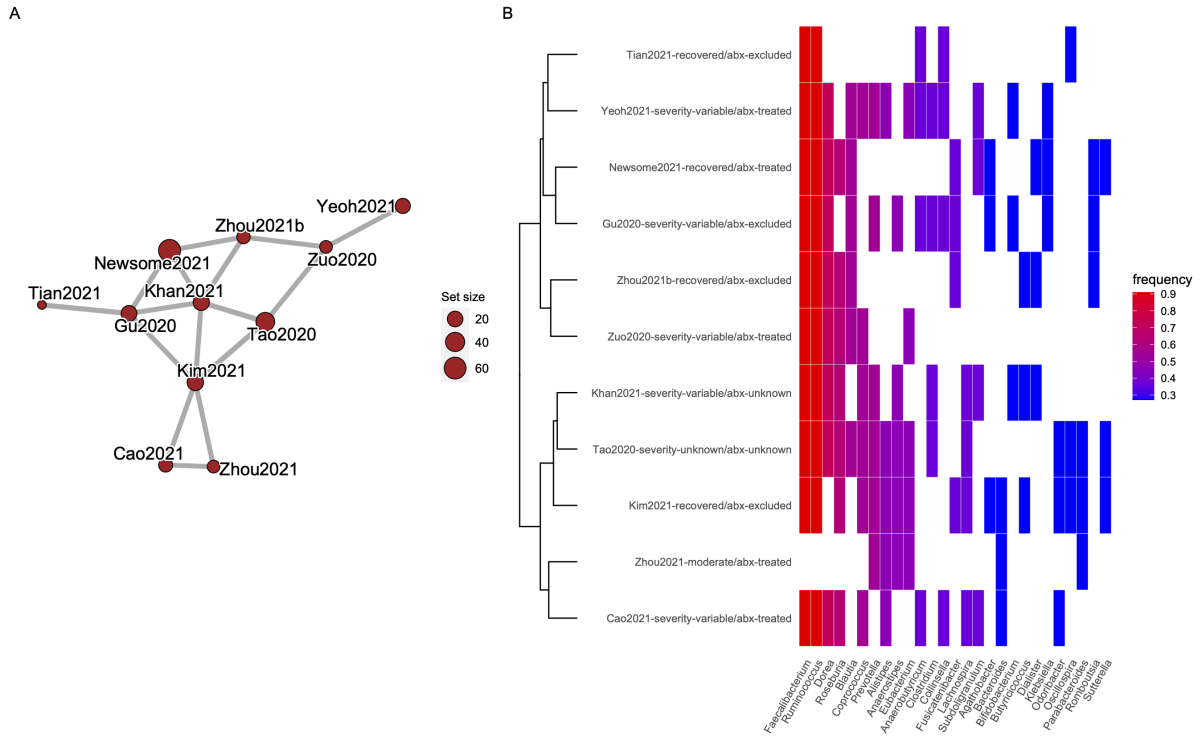 A
Yeoh2021
Zhou2021b
Zuo2020
Newsome2021
Khan2021
Tian2021
Gu2020
Tao2020
Kim2021
Cao2021
Zhou2021
Set size
20
40
60
B
Tian2021-recovered/abx-excluded
Yeoh2021-severity-variable/abx-treated
Newsome2021-recovered/abx-treated
Gu2020-severity-variable/abx-excluded
Zhou2021b-recovered/abx-excluded
Zuo2020-severity-variable/abx-treated
Khan2021-severity-variable/abx-unknown
Tao2020-severity-unknown/abx-unknown
Kim2021-recovered/abx-excluded
Zhou2021-moderate/abx-treated
Cao2021-severity-variable/abx-treated
Faecalibacterium
Ruminococcus
Dorea
Roseburia
Blautia
Coprococcus
Prevotella
Alistipes
Anaerostipes
Eubacterium
Anaerobutyricum
Clostridium
Collinsella
Fusicatenibacter
Lachnospira
Subdoligranulum
Agathobacter
Bacteroides
Bifidobacterium
Butyricicoccus
Dialister
Klebsiella
Odoribacter
Oscillospira
Parabacteroides
Romboutsia
Sutterella
frequency
0.9
0.8
0.7
0.6
0.5
0.4
0.3